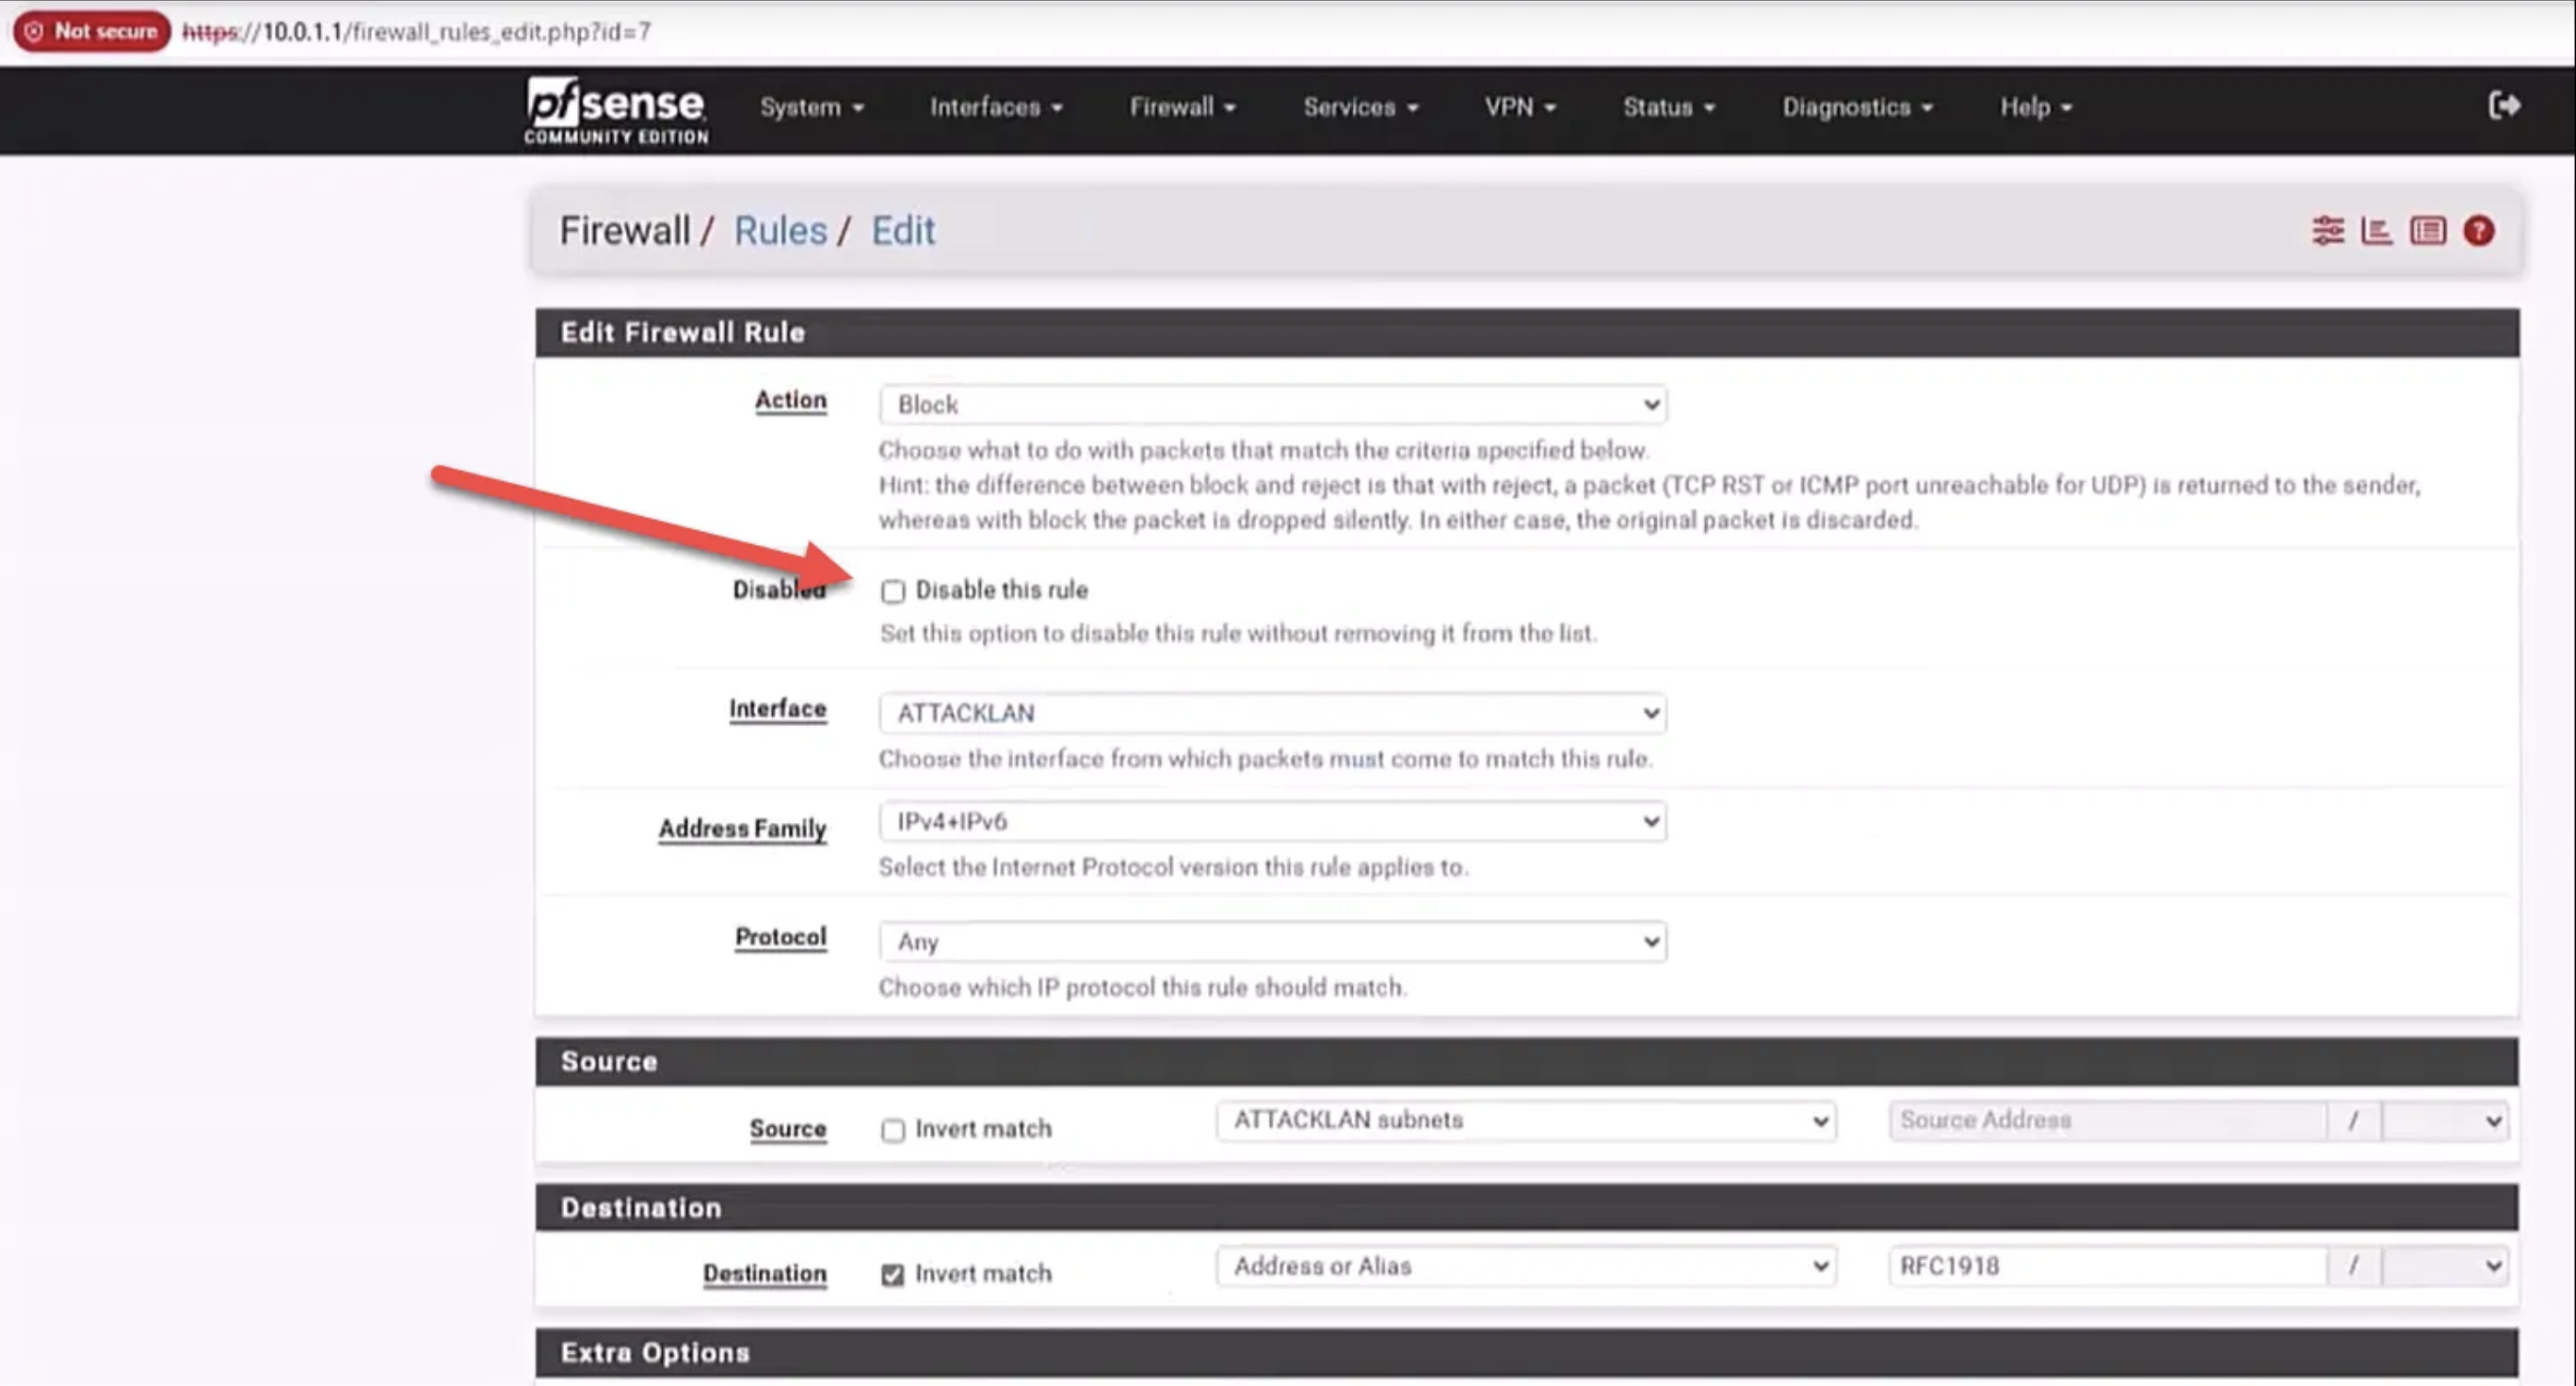 Not secure https://10.0.1.1/firewall_rules_edit.php?id=7
pfsense COMMUNITY EDITION System Interfaces Firewall Services VPN Status Diagnostics Help
Firewall / Rules / Edit
Edit Firewall Rule
Action Block
Choose what to do with packets that match the criteria specified below.
Hint: the difference between block and reject is that with reject, a packet (TCP RST or ICMP port unreachable for UDP) is returned to the sender,
whereas with block the packet is dropped silently. In either case, the original packet is discarded.
Disabled Disable this rule
Set this option to disable this rule without removing it from the list.
Interface ATTACKLAN
Choose the interface from which packets must come to match this rule.
Address Family IPv4+IPv6
Select the Internet Protocol version this rule applies to.
Protocol Any
Choose which IP protocol this rule should match.
Source
Source Invert match ATTACKLAN subnets Source Address /
Destination
Destination Invert match Address or Alias RFC1918 /
Extra Options